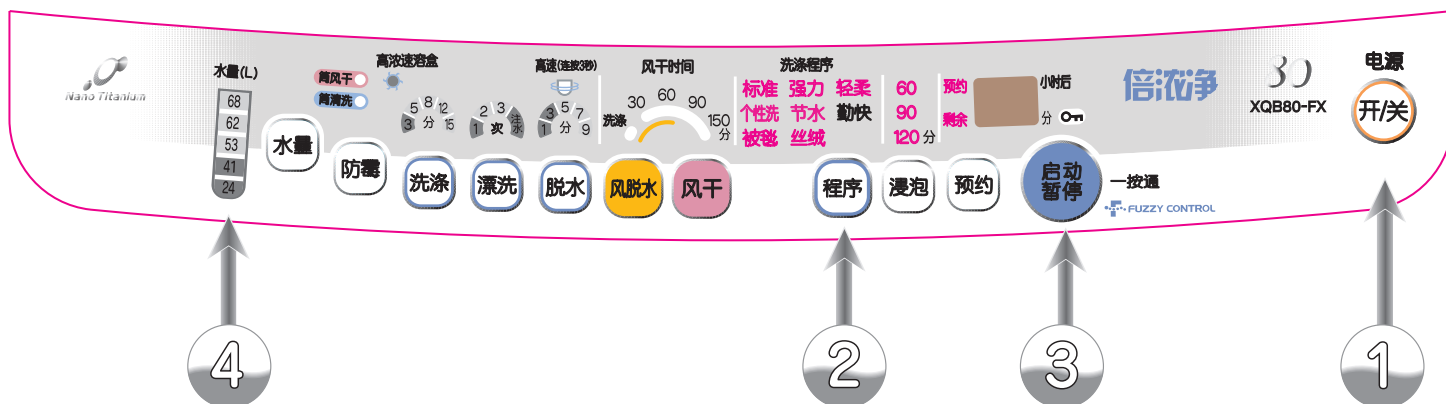 Nano Titanium
水量(L)
68
62
53
41
24
水量
筒风干
筒清洗
防霉
高浓速溶盒
3 5 8 12 15
分
洗涤
1 2 3 注水
次
漂洗
高速(连按3秒)
1 3 5 7 9
分
脱水
风干时间
洗涤 30 60 90 150
分
风脱水
风干
洗涤程序
标准 强力 轻柔
个性洗 节水 勤快
被毯 丝绒
60
90
120 分
预约
剩余
小时后
分
程序
浸泡
预约
启动
暂停
一按通
FUZZY CONTROL
倍浓净
80
XQB80-FX
电源
开/关
4
2
3
1